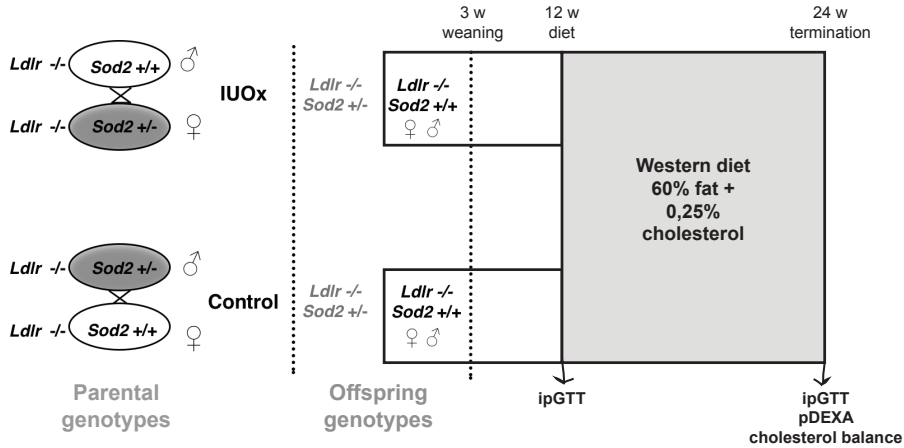 3 w
weaning
12 w
diet
24 w
termination
Ldlr -/-
Sod2 +/+
♂
IUOx
Ldlr -/-
Sod2 +/-
♀
Ldlr -/-
Sod2 +/-
Ldlr -/-
Sod2 +/+
♀ ♂
Western diet
60% fat +
0,25%
cholesterol
Ldlr -/-
Sod2 +/-
♂
Control
Ldlr -/-
Sod2 +/+
♀
Ldlr -/-
Sod2 +/-
Ldlr -/-
Sod2 +/+
♀ ♂
Parental
genotypes
Offspring
genotypes
ipGTT
ipGTT
pDEXA
cholesterol balance